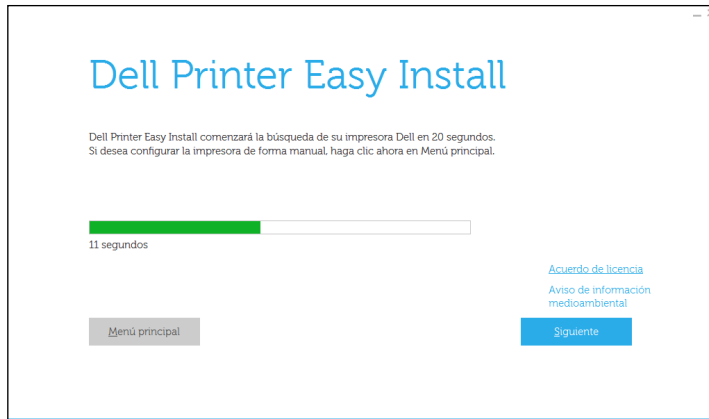 Dell Printer Easy Install
Dell Printer Easy Install comenzará la búsqueda de su impresora Dell en 20 segundos.
Si desea configurar la impresora de forma manual, haga clic ahora en Menú principal.
11 segundos
Acuerdo de licencia
Aviso de información
medioambiental
Menú principal
Siguiente